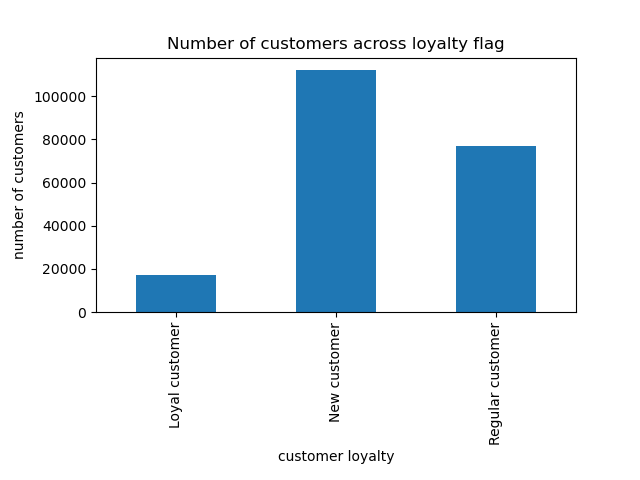 Number of customers across loyalty flag
number of customers
100000
80000
60000
40000
20000
0
Loyal customer
New customer
Regular customer
customer loyalty